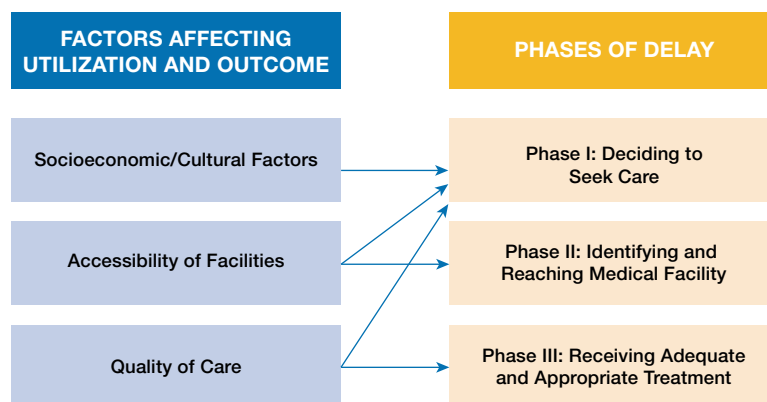 FACTORS AFFECTING
UTILIZATION AND OUTCOME
PHASES OF DELAY
Socioeconomic/Cultural Factors
Phase I: Deciding to
Seek Care
Accessibility of Facilities
Phase II: Identifying and
Reaching Medical Facility
Quality of Care
Phase III: Receiving Adequate
and Appropriate Treatment